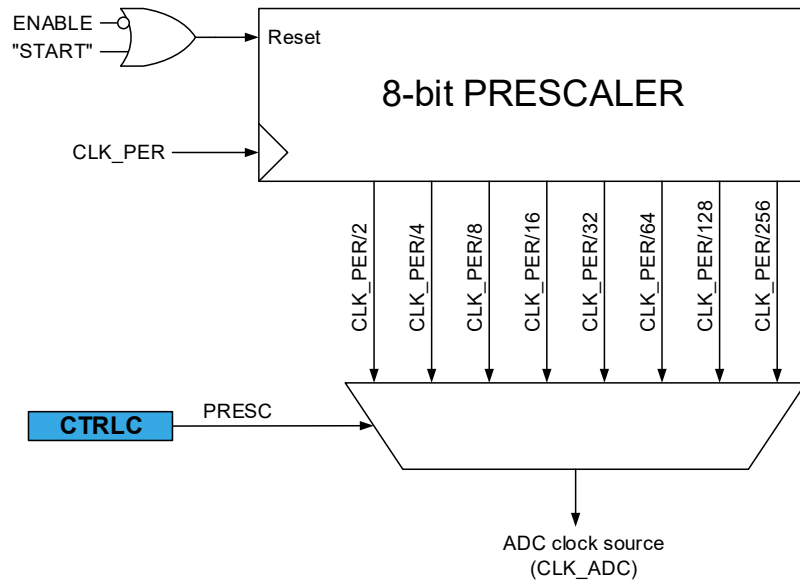 ENABLE
"START"
Reset
8-bit PRESCALER
CLK_PER
CLK_PER/2
CLK_PER/4
CLK_PER/8
CLK_PER/16
CLK_PER/32
CLK_PER/64
CLK_PER/128
CLK_PER/256
CTRLC
PRESC
ADC clock source
(CLK_ADC)